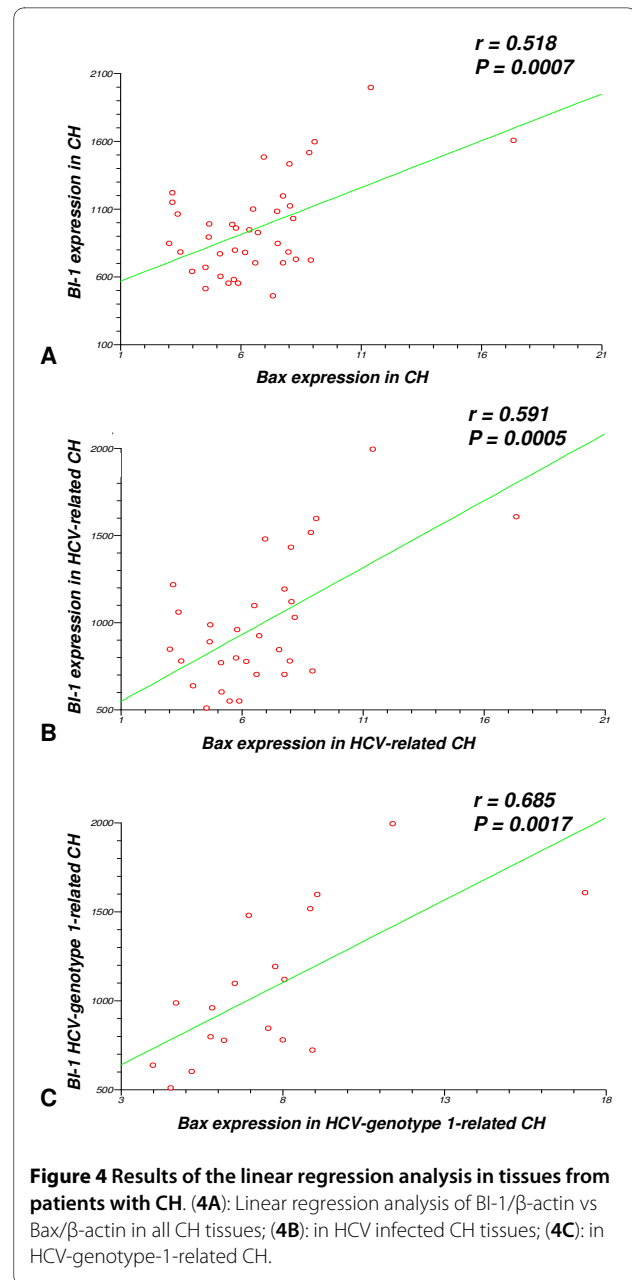 r = 0.518
P = 0.0007
2100
1600
1100
600
100
BI-1 expression in CH
1 6 11 16 21
A
Bax expression in CH
r = 0.591
P = 0.0005
2000
1500
1000
500
BI-1 expression in HCV-related CH
1 6 11 16 21
B
Bax expression in HCV-related CH
r = 0.685
P = 0.0017
2000
1500
1000
500
BI-1 HCV-genotype 1-related CH
3 8 13 18
C
Bax expression in HCV-genotype 1-related CH
Figure 4 Results of the linear regression analysis in tissues from
patients with CH. (4A): Linear regression analysis of BI-1/β-actin vs
Bax/β-actin in all CH tissues; (4B): in HCV infected CH tissues; (4C): in
HCV-genotype-1-related CH.